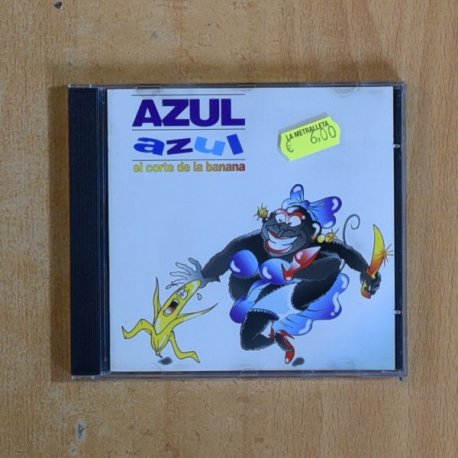 AZUL
azul
el corte de la banana
LA METRALLETA
€ 6,00